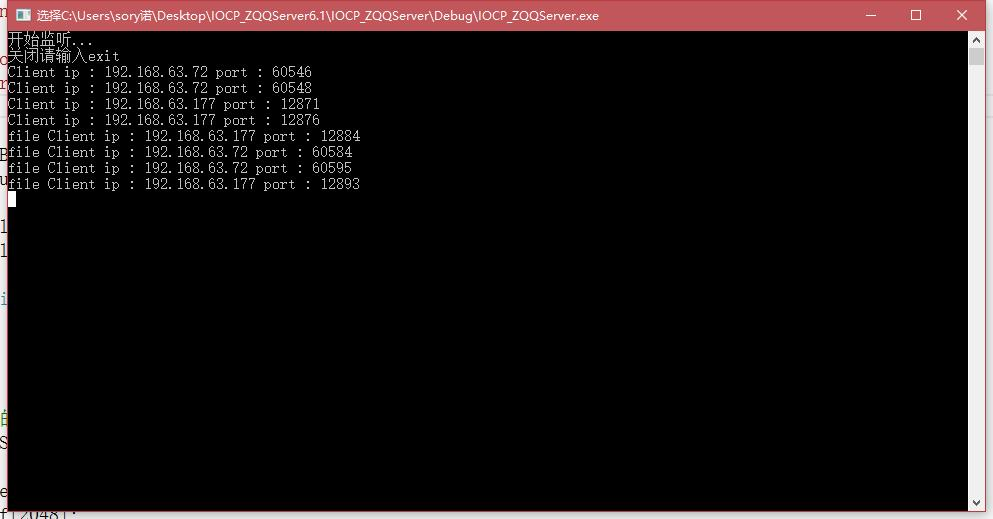 选择C:\Users\sory诺\Desktop\IOCP_ZQQServer6.1\IOCP_ZQQServer\Debug\IOCP_ZQQServer.exe
开始监听...
关闭请输入exit
Client ip : 192.168.63.72 port : 60546
Client ip : 192.168.63.72 port : 60548
Client ip : 192.168.63.177 port : 12871
Client ip : 192.168.63.177 port : 12876
file Client ip : 192.168.63.177 port : 12884
file Client ip : 192.168.63.72 port : 60584
file Client ip : 192.168.63.72 port : 60595
file Client ip : 192.168.63.177 port : 12893
f[2048];